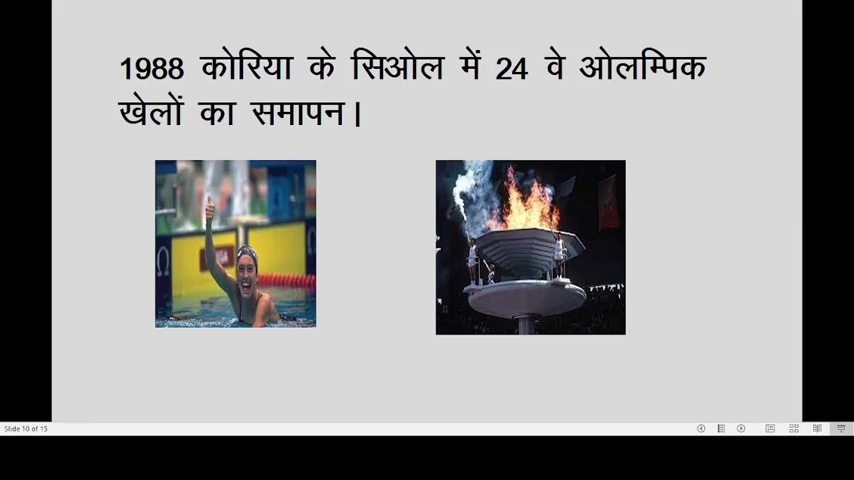 1988 कोरिया के सिओल में 24 वे ओलम्पिक
खेलों का समापन।
Slide 10 of 15